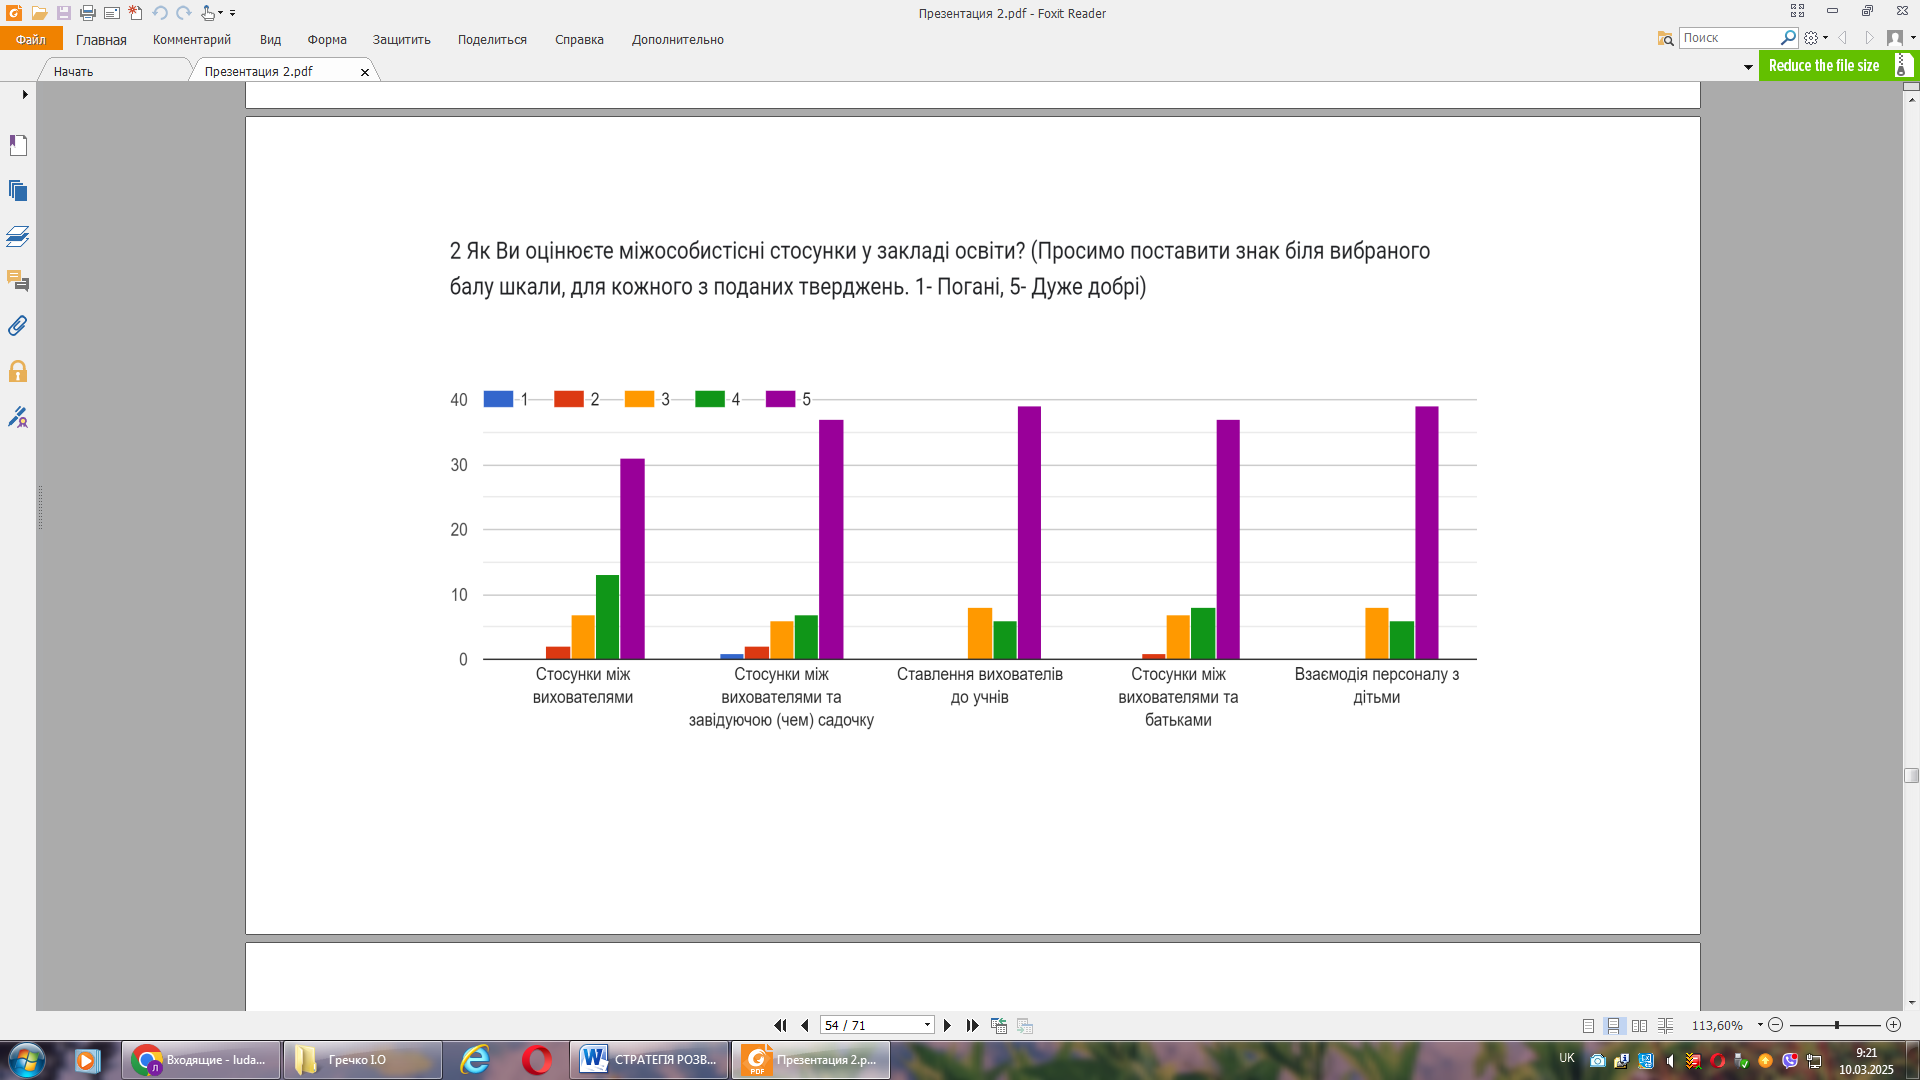 Презентация 2.pdf - Foxit Reader
Файл Главная Комментарий Вид Форма Защитить Поделиться Справка Дополнительно
Поиск
Начать Презентация 2.pdf
Reduce the file size
2 Як Ви оцінюєте міжособистісні стосунки у закладі освіти? (Просимо поставити знак біля вибраного
балу шкали, для кожного з поданих тверджень. 1- Погані, 5- Дуже добрі)
40 1 2 3 4 5
30
20
10
0
Стосунки між
вихователями
Стосунки між
вихователями та
завідуючою (чем) садочку
Ставлення вихователів
до учнів
Стосунки між
вихователями та
батьками
Взаємодія персоналу з
дітьми
54 / 71
113,60%
Входящие - luda...
Гречко І.О
СТРАТЕГІЯ РОЗВ...
Презентация 2.p...
UK
9:21
10.03.2025